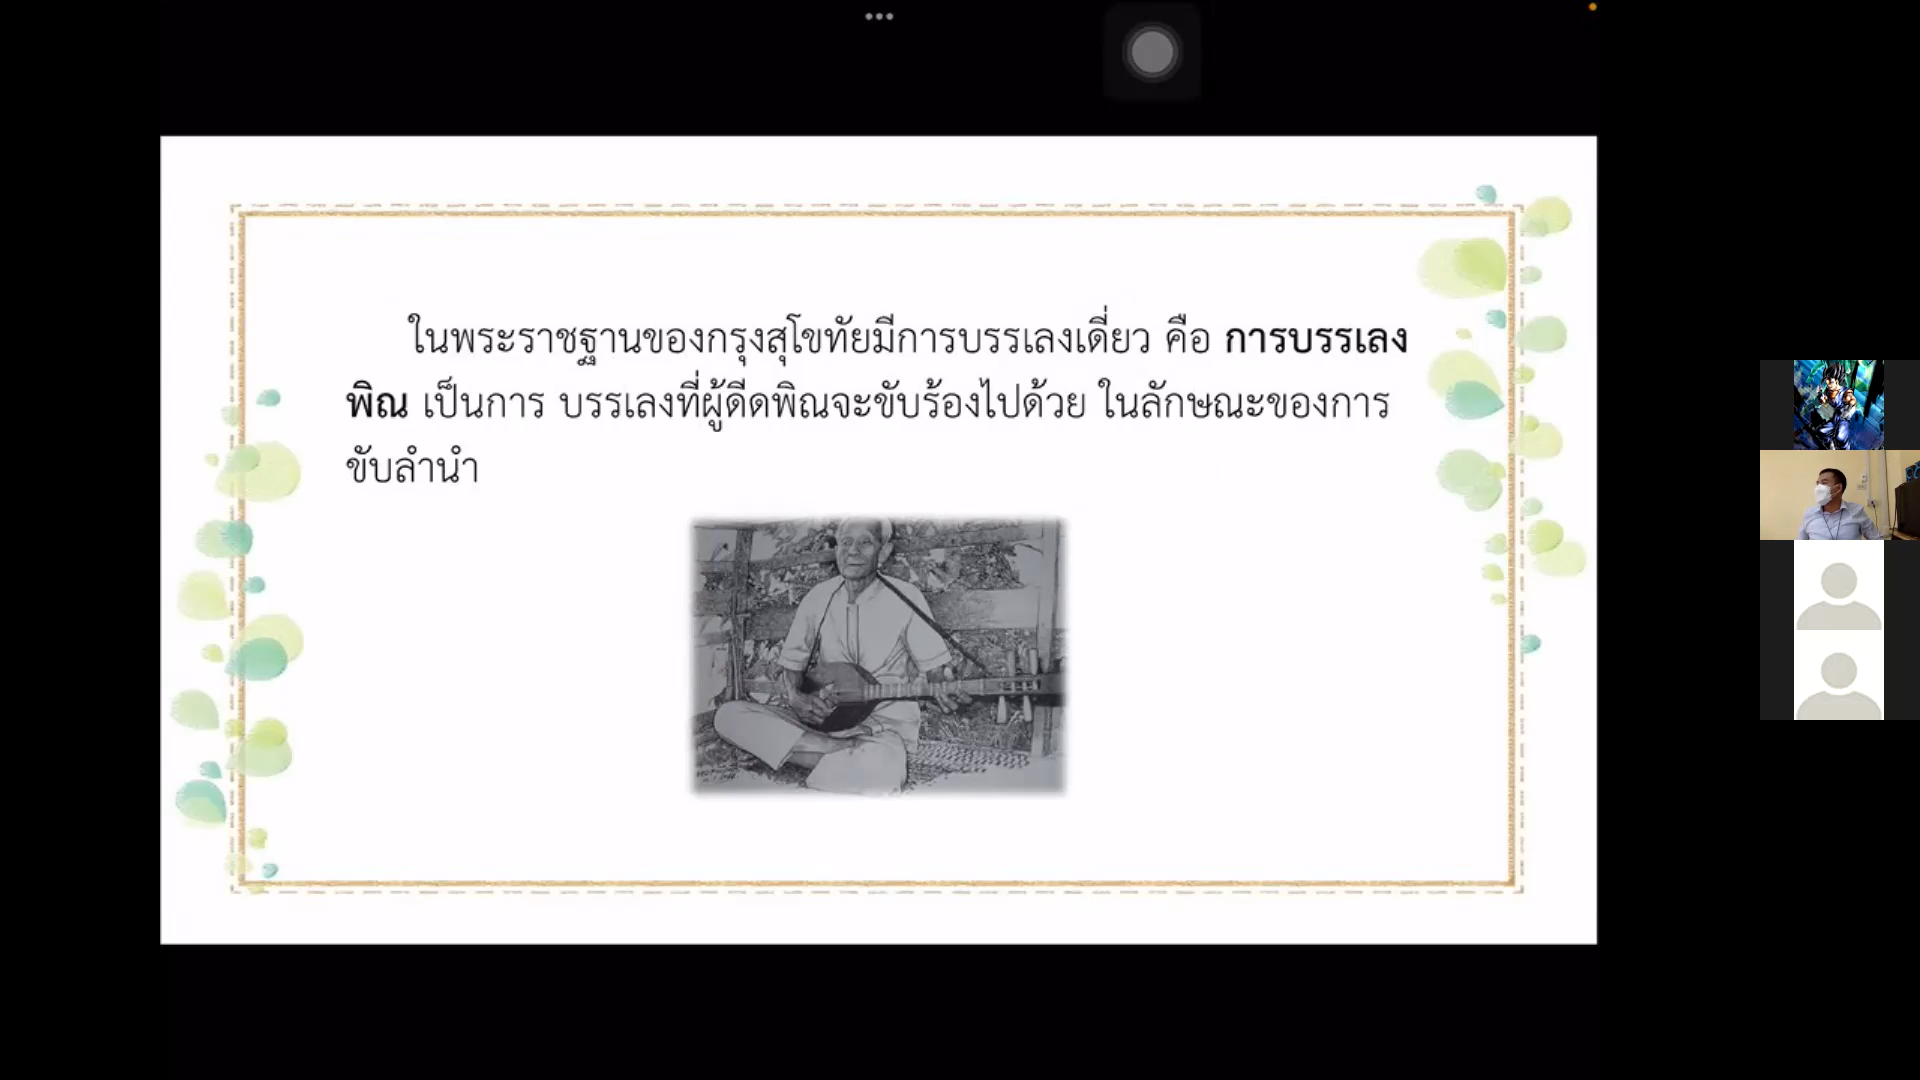 ในพระราชฐานของกรุงสุโขทัยมีการบรรเลงเดี่ยว คือ การบรรเลง
พิณ เป็นการ บรรเลงที่ผู้ดีดพิณจะขับร้องไปด้วย ในลักษณะของการ
ขับลำนำ